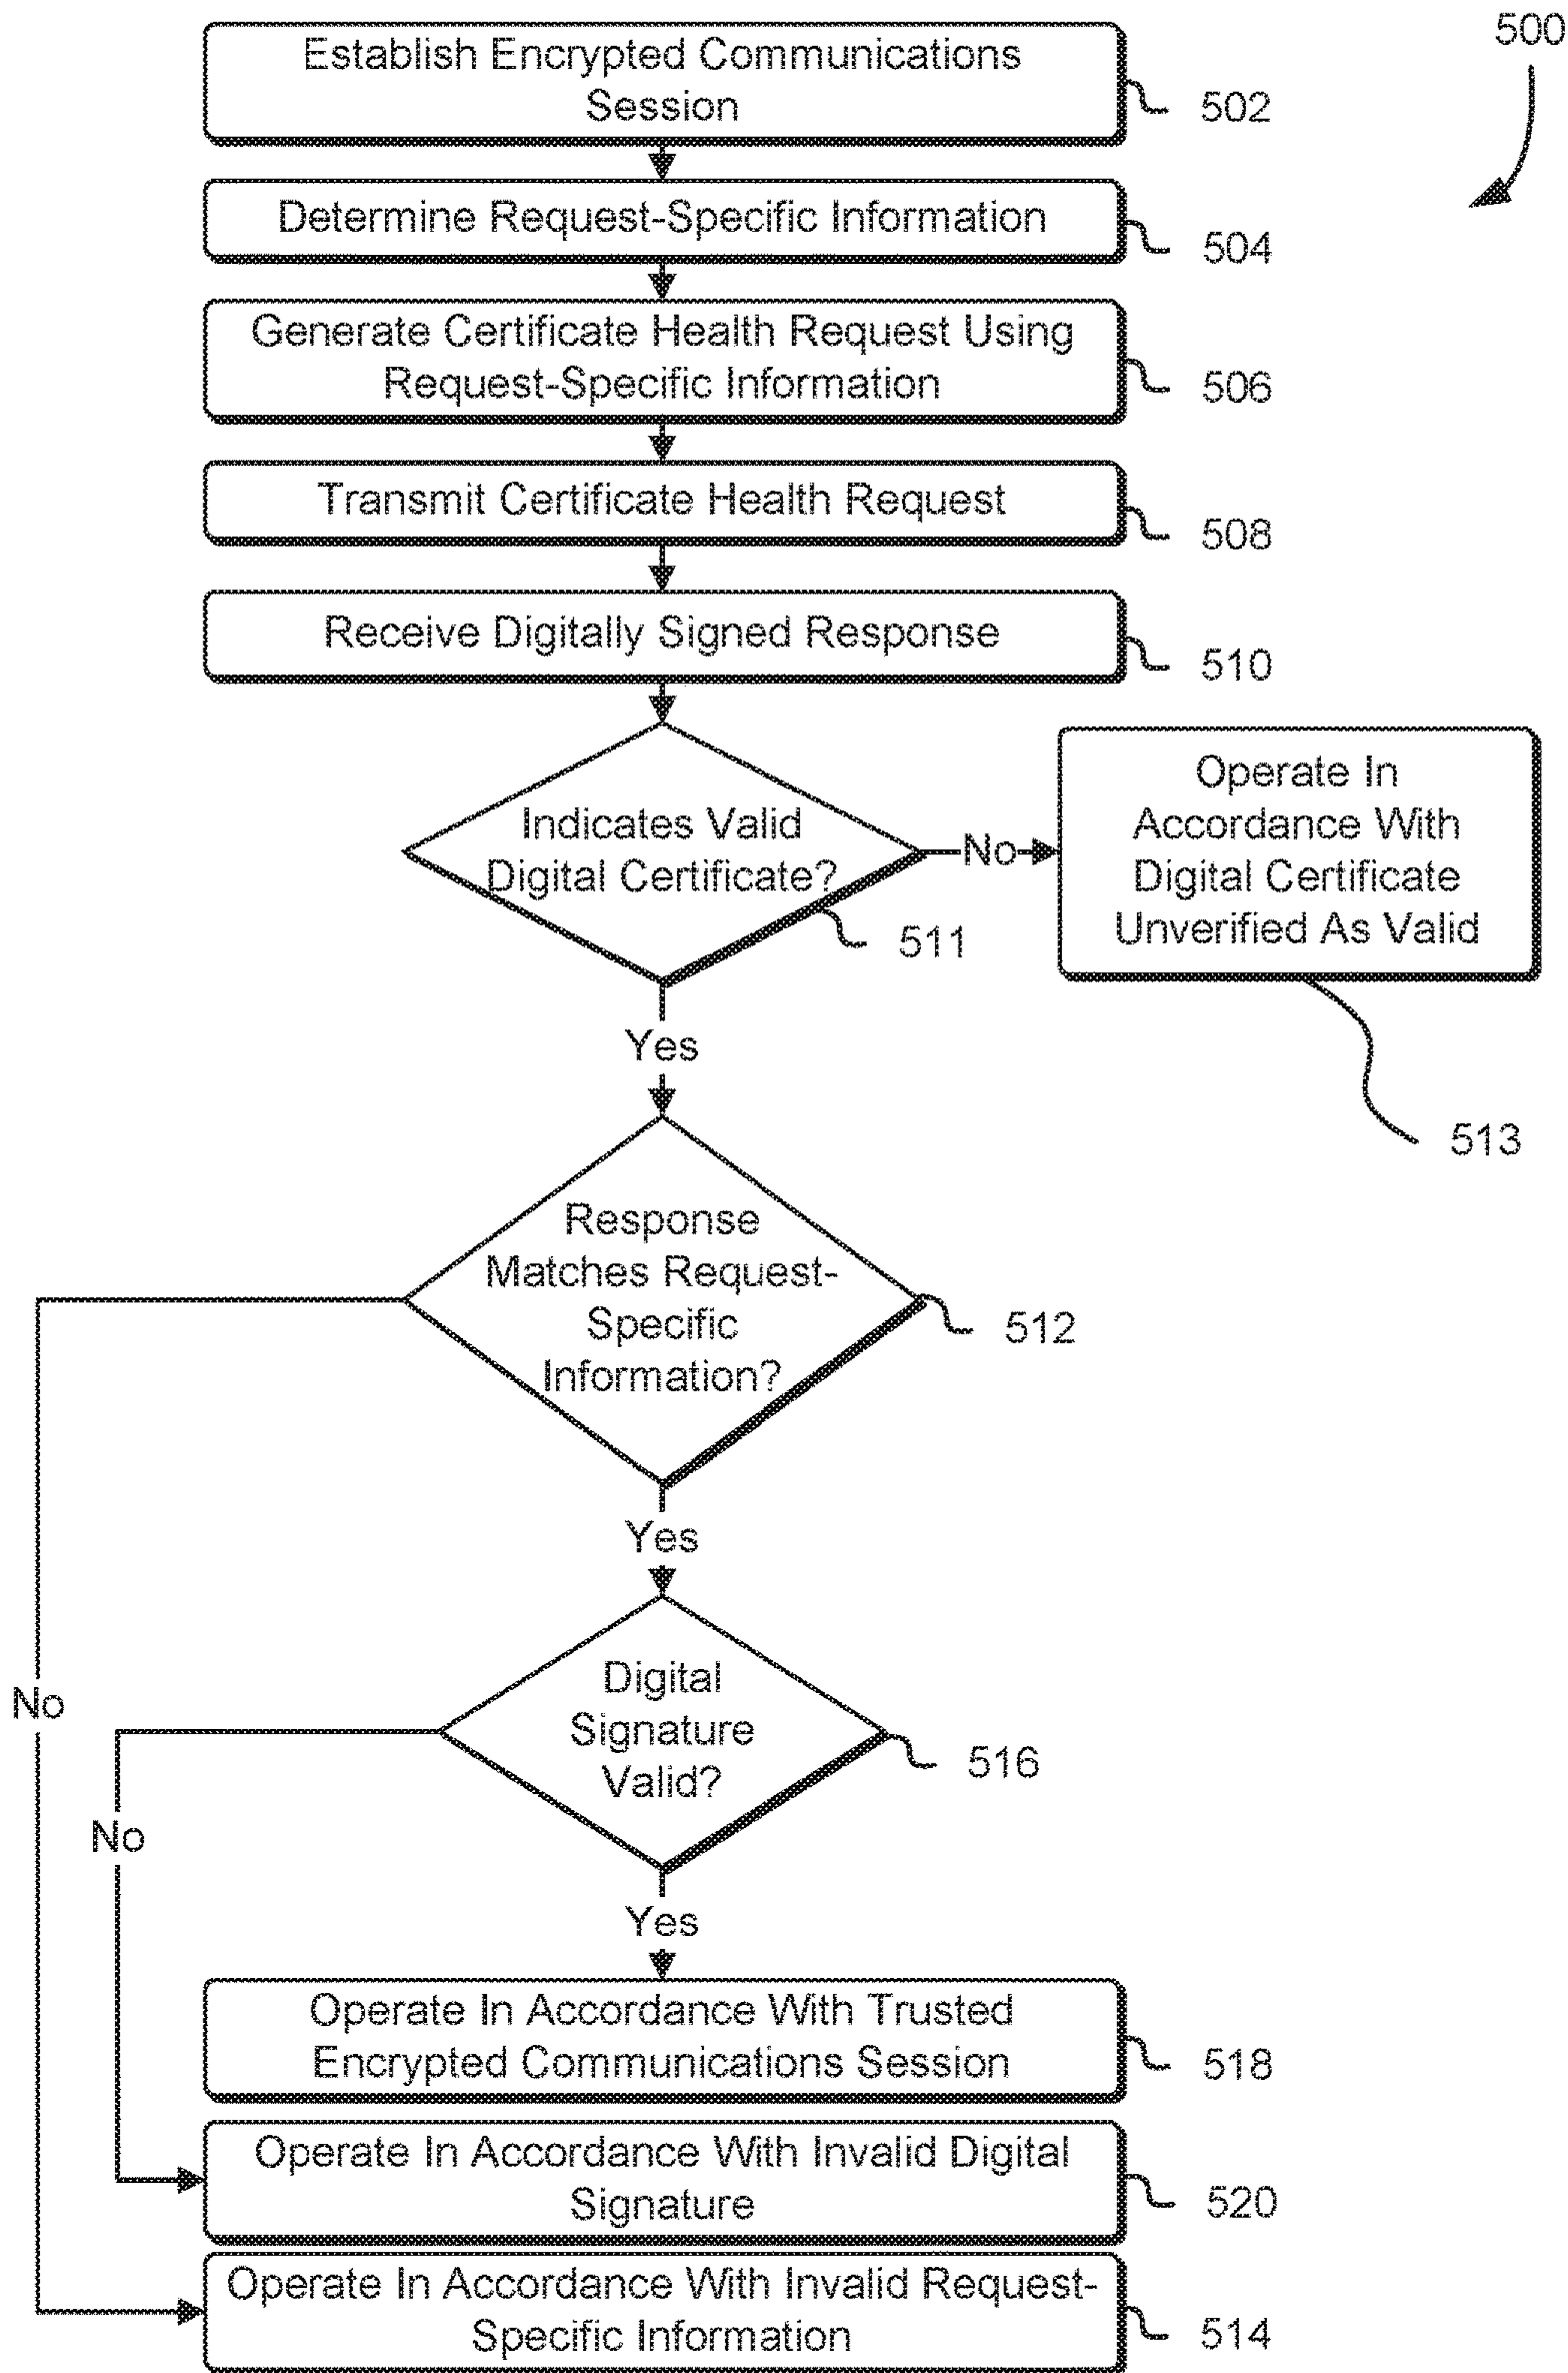 500
Establish Encrypted Communications
Session
502
Determine Request-Specific Information
504
Generate Certificate Health Request Using
Request-Specific Information
506
Transmit Certificate Health Request
508
Receive Digitally Signed Response
510
Indicates Valid
Digital Certificate?
511
No
Operate In
Accordance With
Digital Certificate
Unverified As Valid
513
Yes
Response
Matches Request-
Specific
Information?
512
Yes
No
Digital
Signature
Valid?
516
No
Yes
Operate In Accordance With Trusted
Encrypted Communications Session
518
Operate In Accordance With Invalid Digital
Signature
520
Operate In Accordance With Invalid Request-
Specific Information
514